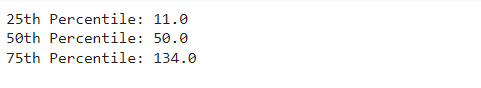 25th Percentile: 11.0
50th Percentile: 50.0
75th Percentile: 134.0